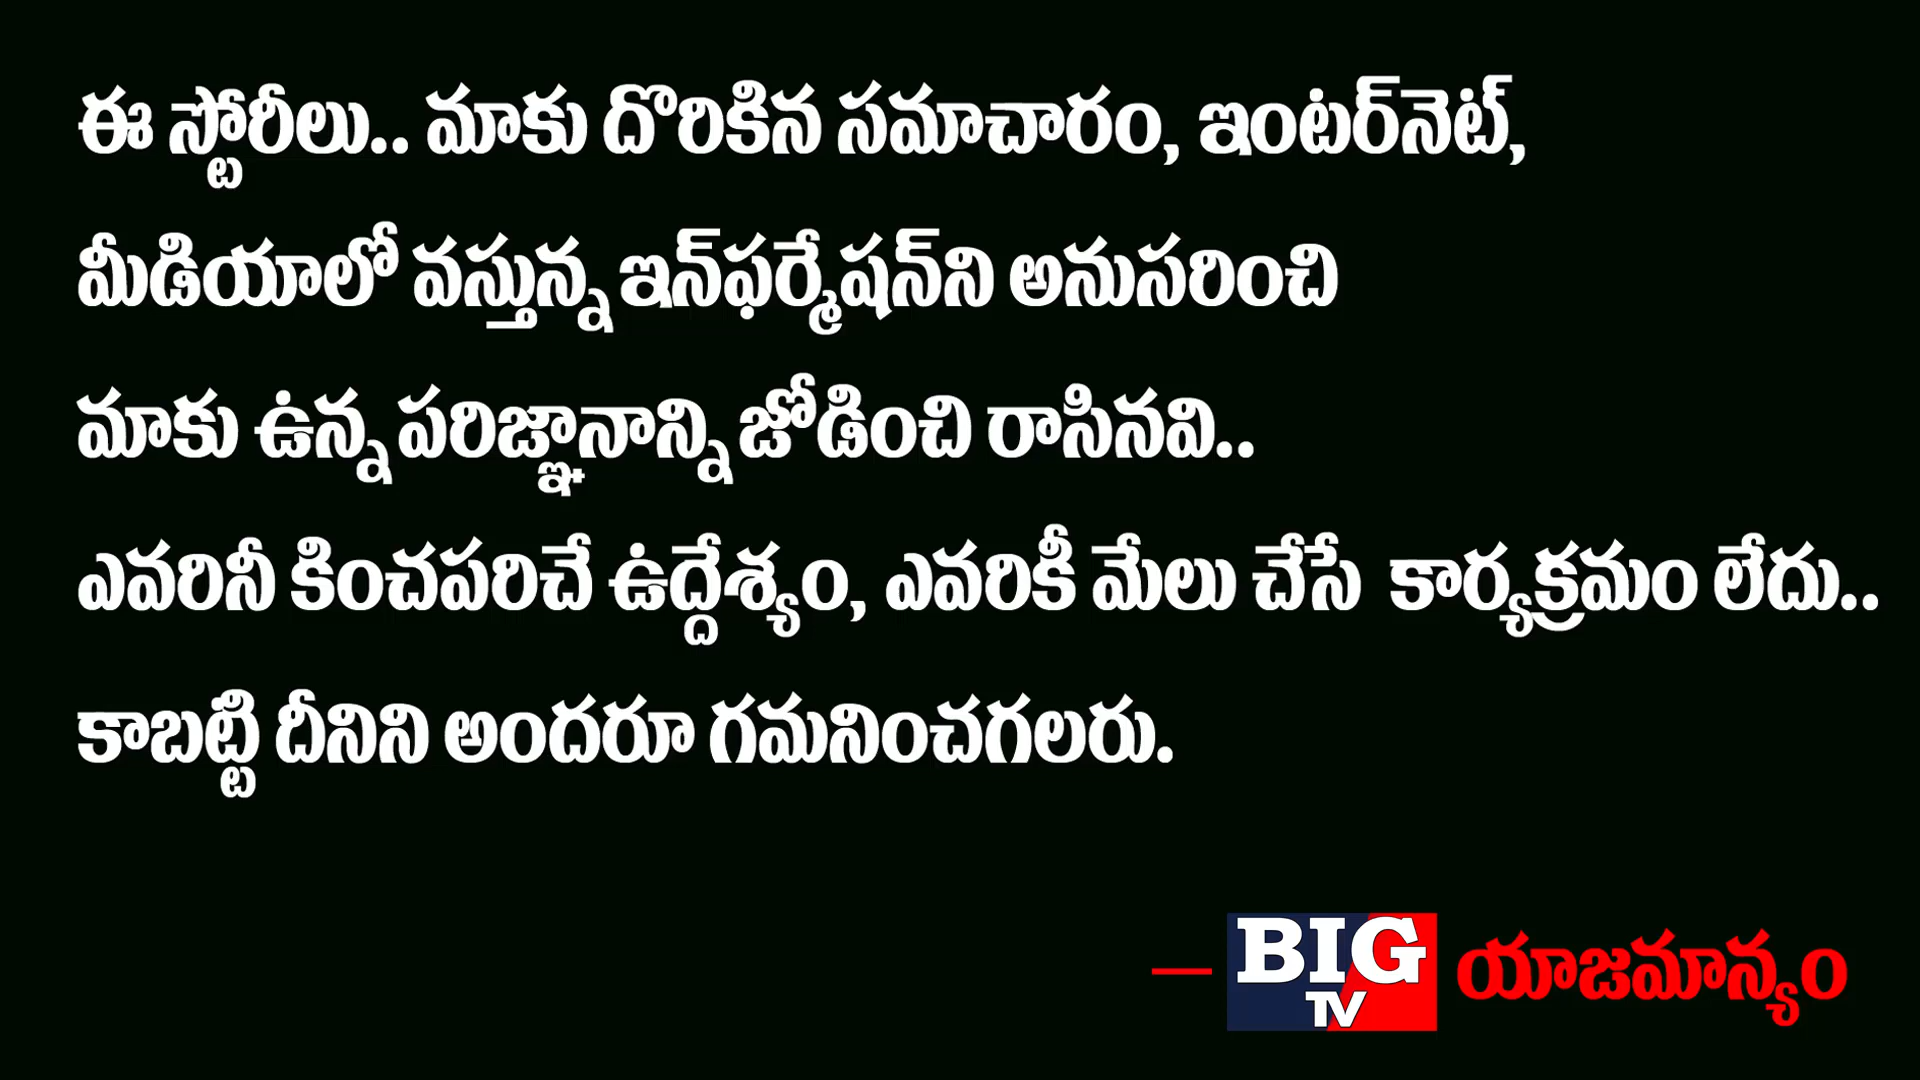 ఈ స్టోరీలు.. మాకు దొరికిన సమాచారం, ఇంటర్‌నెట్,
మీడియాలో వస్తున్న ఇన్‌ఫర్మేషన్‌ని అనుసరించి
మాకు ఉన్న పరిజ్ఞానాన్ని జోడించి రాసినవి..
ఎవరినీ కించపరిచే ఉద్దేశ్యం, ఎవరికీ మేలు చేసే కార్యక్రమం లేదు..
కాబట్టి దీనిని అందరూ గమనించగలరు.
— BIG TV యాజమాన్యం